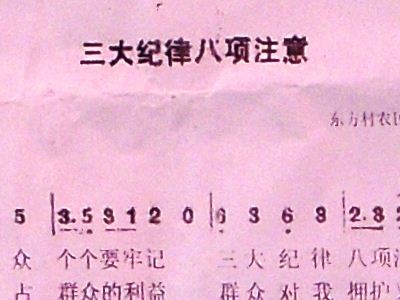 三大纪律八项注意
东方村农
5 3.5 3 1 2 0 6 3 6 3 2.3 2
众 个个要牢记 三大纪律 八项
占 群众的利益 群众对我 拥护